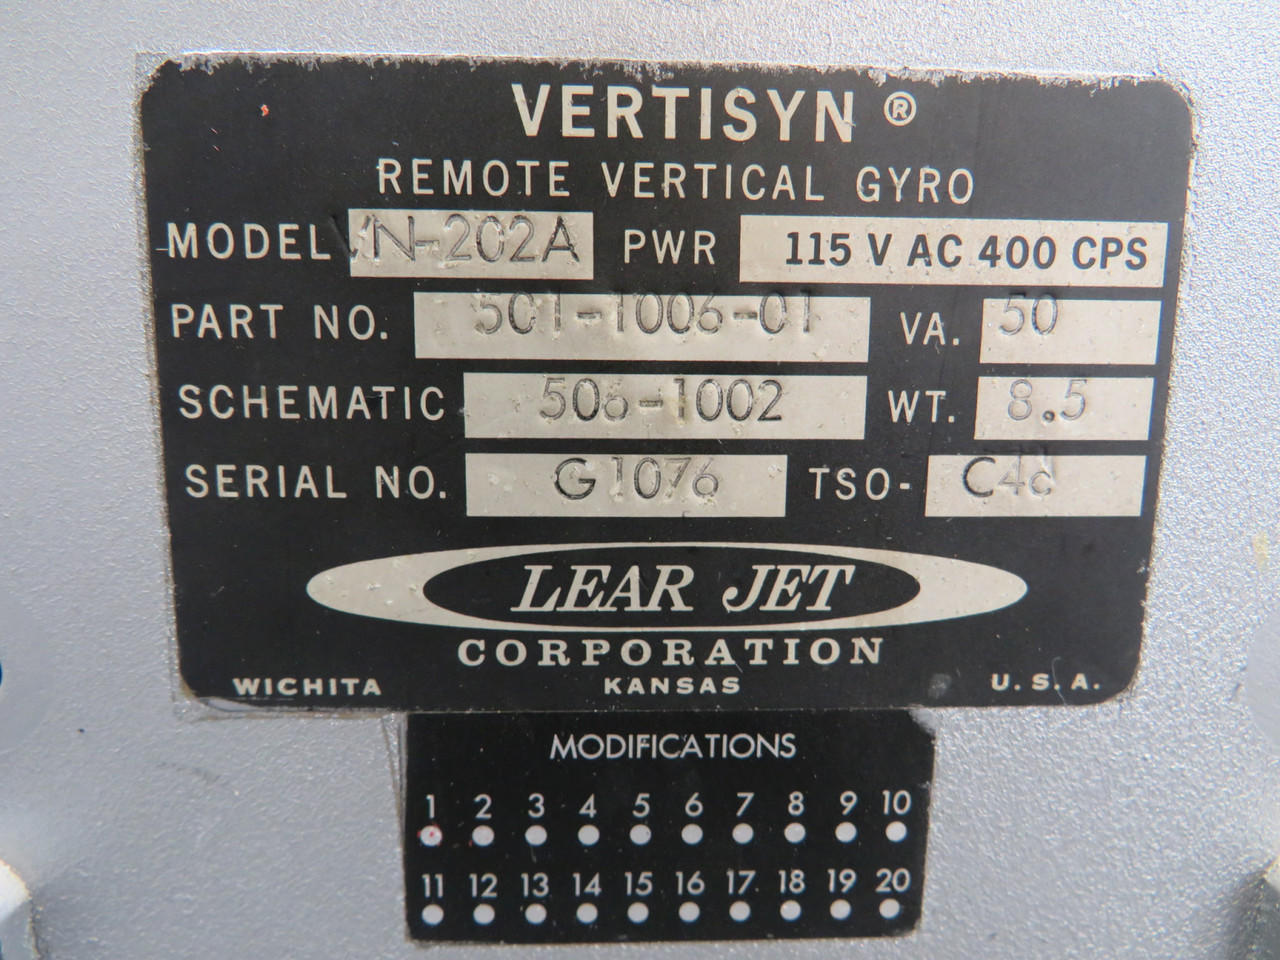 VERTISYN ®
REMOTE VERTICAL GYRO
MODEL VN-202A PWR 115 V AC 400 CPS
PART NO. 501-1006-01 VA. 50
SCHEMATIC 506-1002 WT. 8.5
SERIAL NO. G1076 TSO- C4c
LEAR JET
CORPORATION
WICHITA KANSAS U.S.A.
MODIFICATIONS
1 2 3 4 5 6 7 8 9 10
11 12 13 14 15 16 17 18 19 20